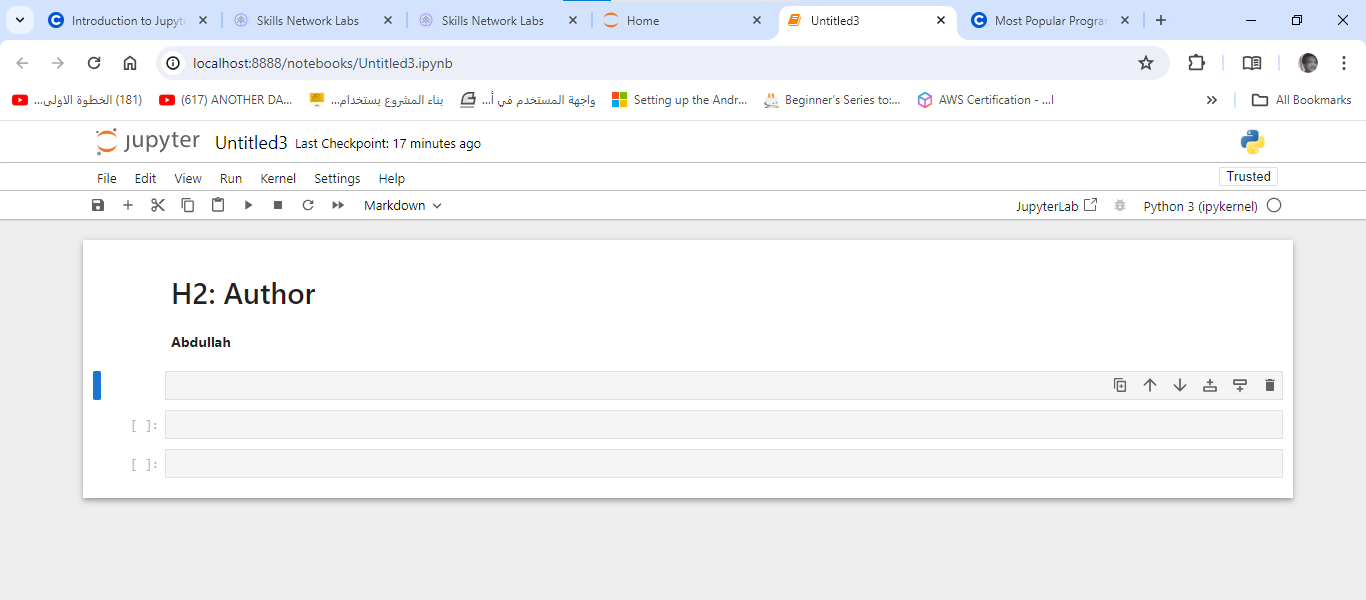 Introduction to Jupyte
Skills Network Labs
Skills Network Labs
Home
Untitled3
Most Popular Progra
localhost:8888/notebooks/Untitled3.ipynb
(181) الخطوة الاولى...
(617) ANOTHER DA...
بناء المشروع بستخدام...
واجهة المستخدم في أ...
Setting up the Andr...
Beginner's Series to:...
AWS Certification - ...ا
All Bookmarks
jupyter Untitled3 Last Checkpoint: 17 minutes ago
File Edit View Run Kernel Settings Help
Trusted
Markdown
JupyterLab
Python 3 (ipykernel)
H2: Author
Abdullah
[ ]:
[ ]: